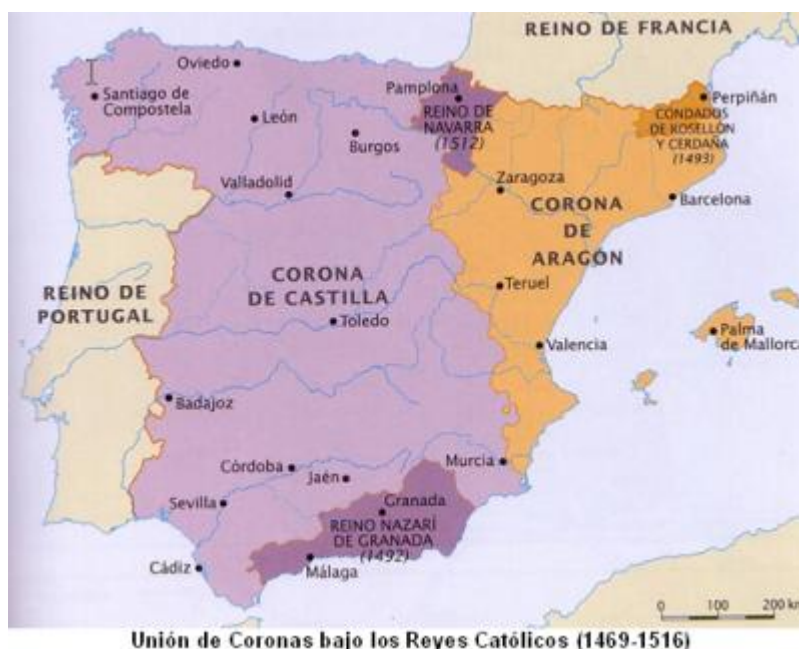 REINO DE FRANCIA
Oviedo
Santiago de
Compostela
León
Burgos
Pamplona
REINO DE
NAVARRA
(1512)
Perpiñán
CONDADOS
DE ROSELLÓN
Y CERDAÑA
(1493)
Valladolid
Zaragoza
Barcelona
CORONA
DE
ARAGÓN
CORONA
DE CASTILLA
REINO DE
PORTUGAL
Teruel
Toledo
Valencia
Palma
de Mallorca
Badajoz
Córdoba
Jaén
Murcia
Sevilla
Granada
REINO NAZARÍ
DE GRANADA
(1492)
Cádiz
Málaga
0 100 200 km
Unión de Coronas bajo los Reyes Católicos (1469-1516)